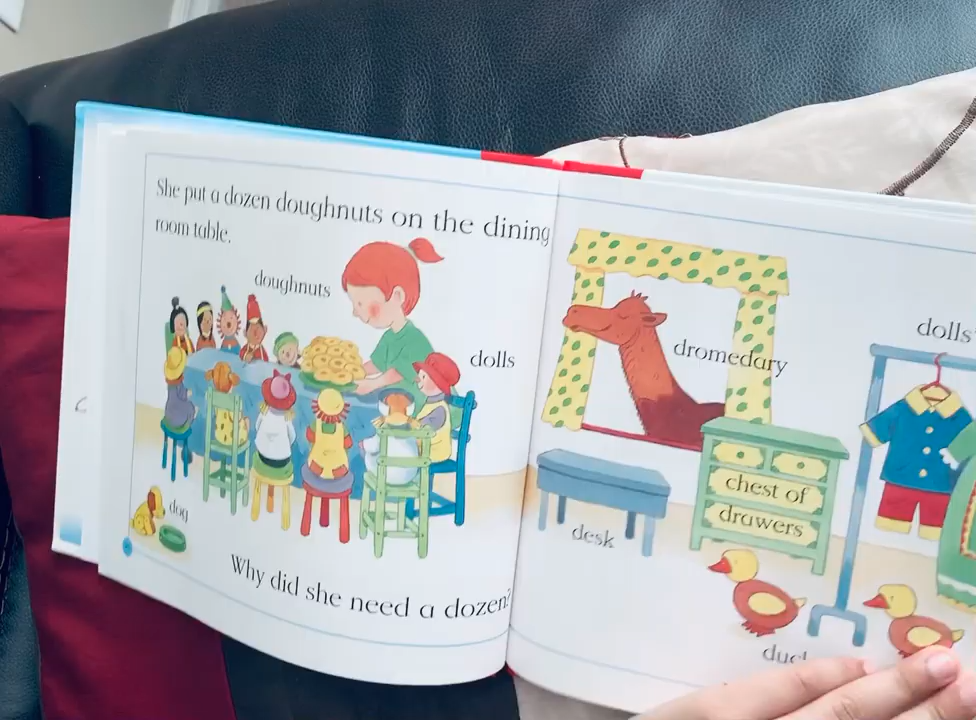 She put a dozen doughnuts on the dining
room table.
doughnuts
dolls
dog
Why did she need a dozen?
dromedary
dolls
chest of
drawers
desk